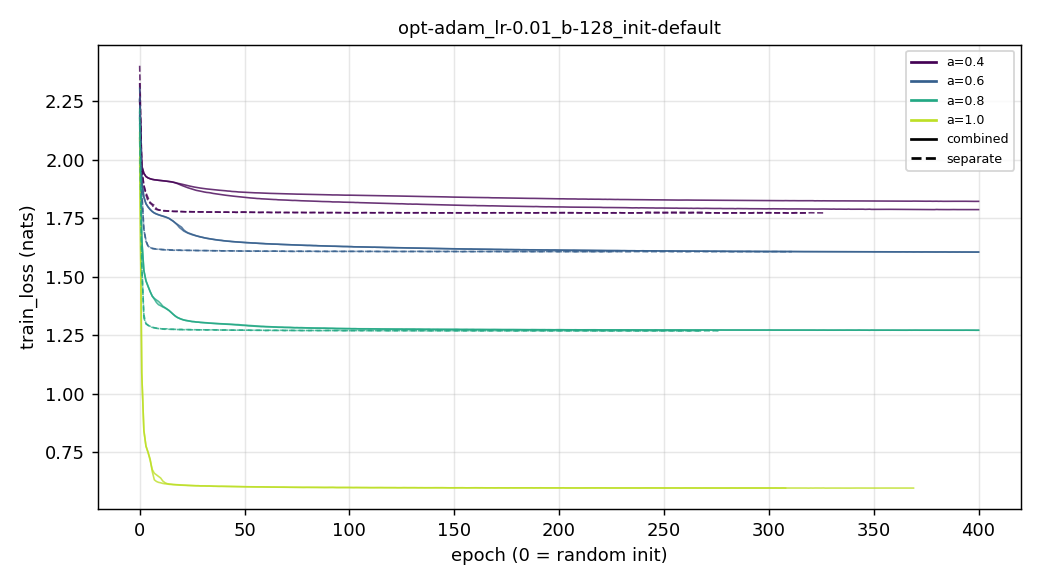 opt-adam_lr-0.01_b-128_init-default
train_loss (nats)
2.25
2.00
1.75
1.50
1.25
1.00
0.75
a=0.4
a=0.6
a=0.8
a=1.0
combined
separate
0 50 100 150 200 250 300 350 400
epoch (0 = random init)